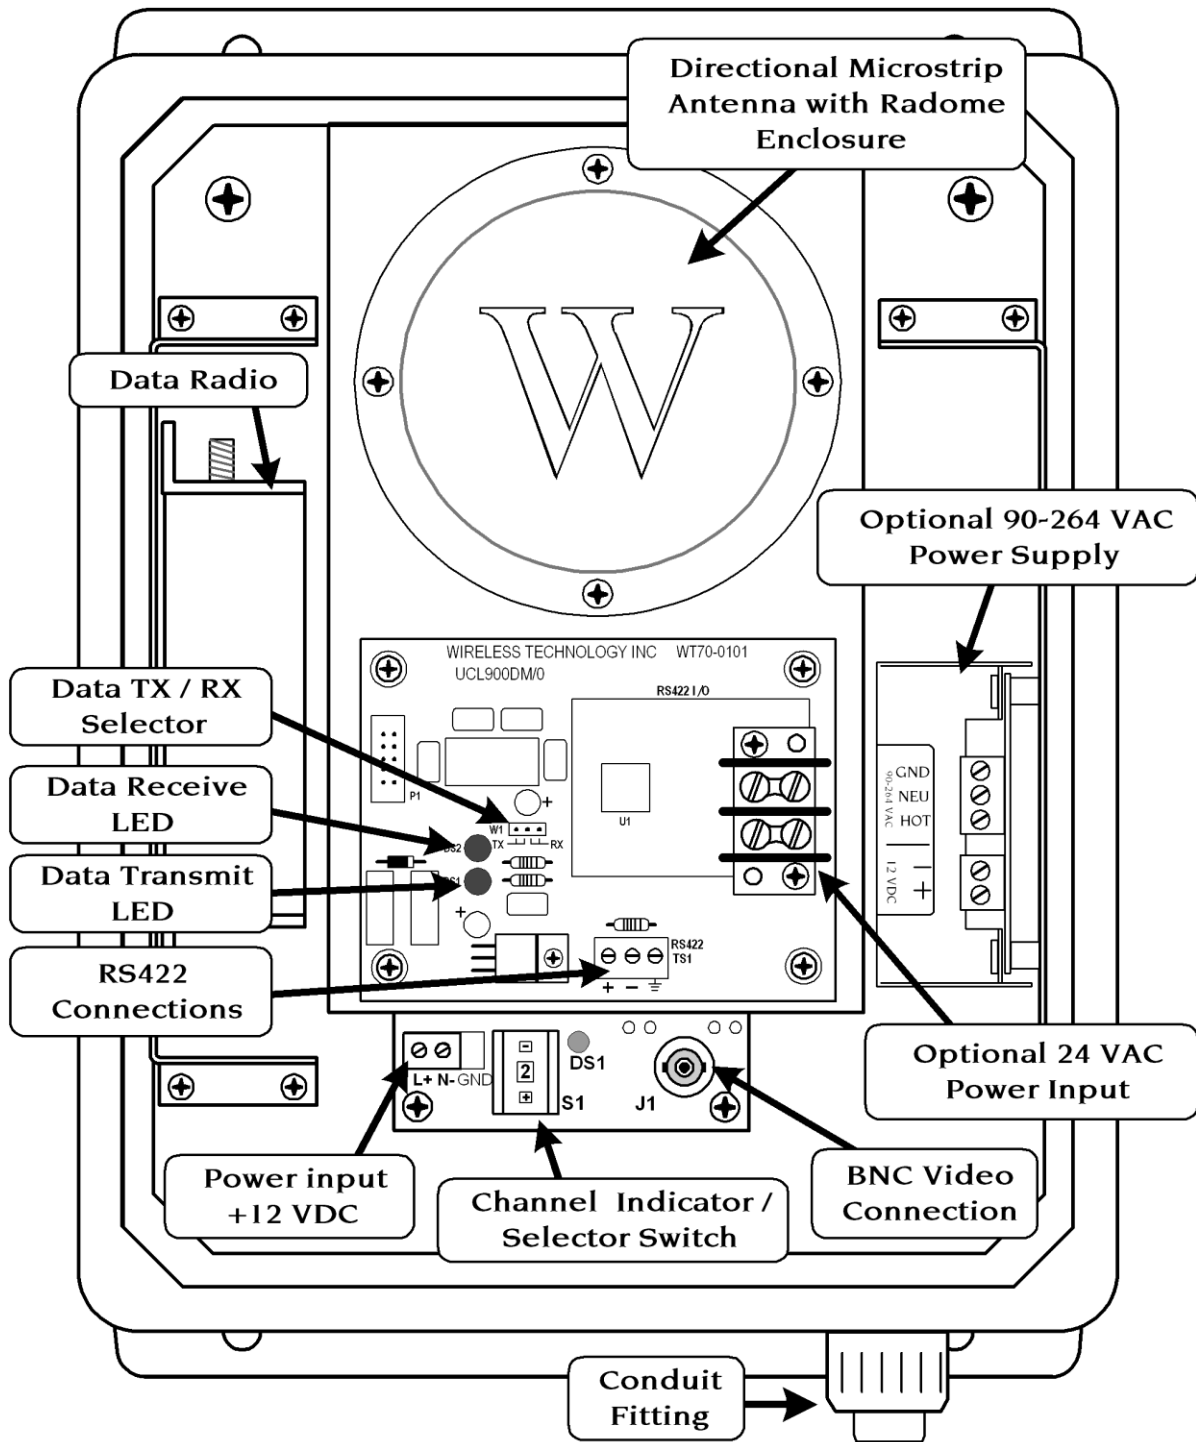 Directional Microstrip
Antenna with Radome
Enclosure
W
Data Radio
Optional 90-264 VAC
Power Supply
WIRELESS TECHNOLOGY INC WT70-0101
UCL900DM/0
RS422 I/O
Data TX / RX
Selector
P1
+
U1
W1
TX
RX
Data Receive
LED
DS2
Data Transmit
LED
DS1
+
90-264 VAC
GND
NEU
HOT
12 VDC
- +
RS422
Connections
RS422
TS1
+ -
Optional 24 VAC
Power Input
L+ N- GND
-
2
+
S1
DS1
J1
Power input
+12 VDC
Channel Indicator /
Selector Switch
BNC Video
Connection
Conduit
Fitting